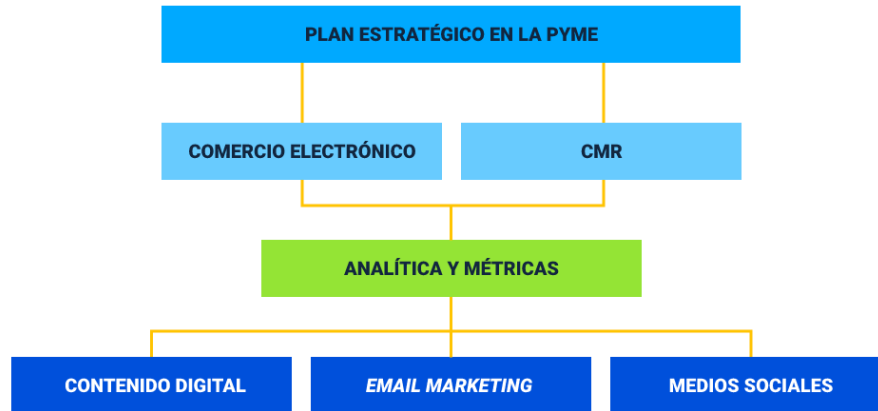 PLAN ESTRATÉGICO EN LA PYME
COMERCIO ELECTRÓNICO
CMR
ANALÍTICA Y MÉTRICAS
CONTENIDO DIGITAL
EMAIL MARKETING
MEDIOS SOCIALES